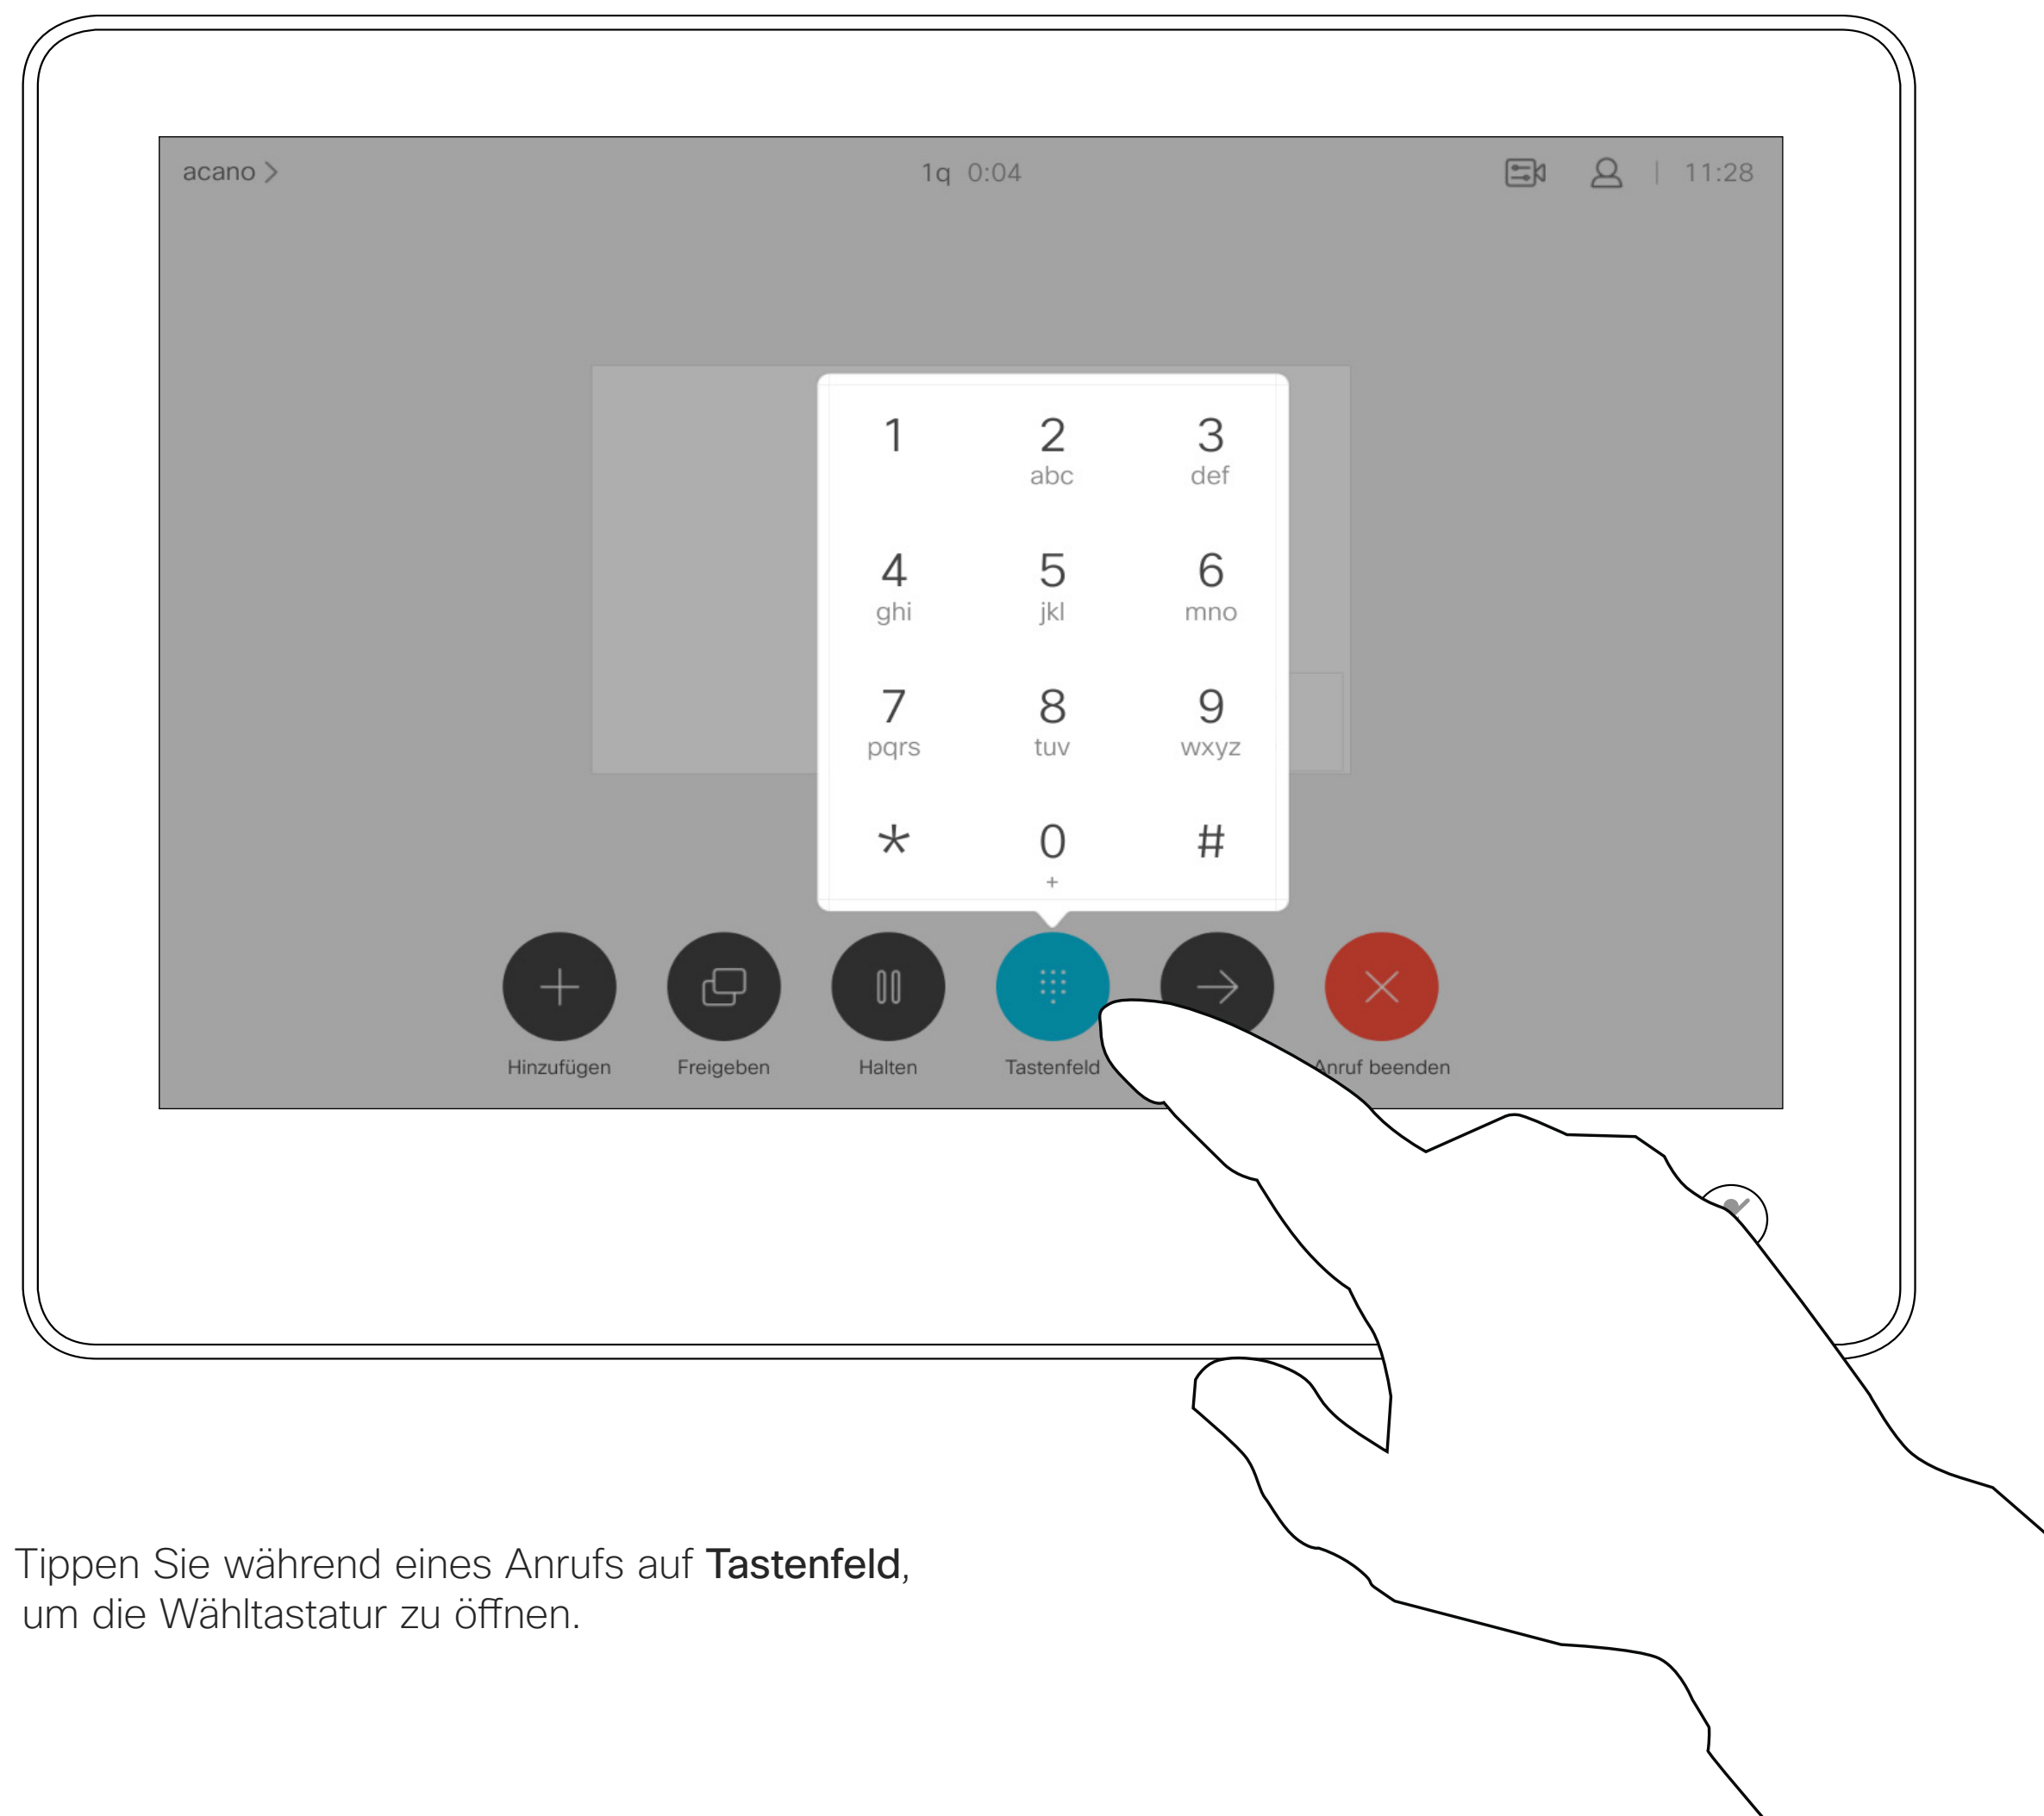 acano
1q 0:04
11:28
1 2 3
abc def
4 5 6
ghi jkl mno
7 8 9
pqrs tuv wxyz
* 0 #
+
Hinzufügen Freigeben Halten Tastenfeld Anruf beenden
Tippen Sie während eines Anrufs auf Tastenfeld,
um die Wähltastatur zu öffnen.